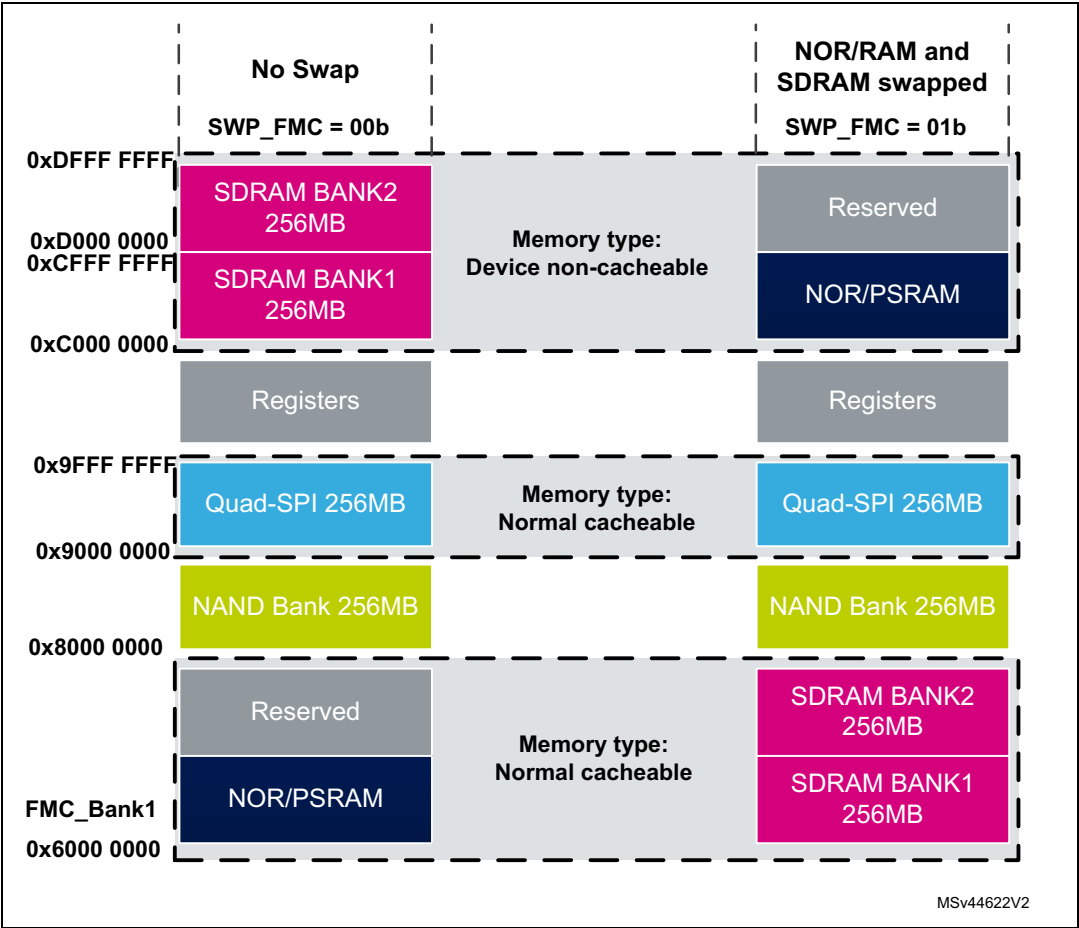 No Swap
NOR/RAM and
SDRAM swapped
SWP_FMC = 00b
SWP_FMC = 01b
0xDFFF FFFF
SDRAM BANK2
256MB
Reserved
0xD000 0000
Memory type:
Device non-cacheable
0xCFFF FFFF
SDRAM BANK1
256MB
NOR/PSRAM
0xC000 0000
Registers
Registers
0x9FFF FFFF
Quad-SPI 256MB
Memory type:
Normal cacheable
Quad-SPI 256MB
0x9000 0000
NAND Bank 256MB
NAND Bank 256MB
0x8000 0000
Reserved
SDRAM BANK2
256MB
Memory type:
Normal cacheable
NOR/PSRAM
SDRAM BANK1
256MB
FMC_Bank1
0x6000 0000
MSv44622V2